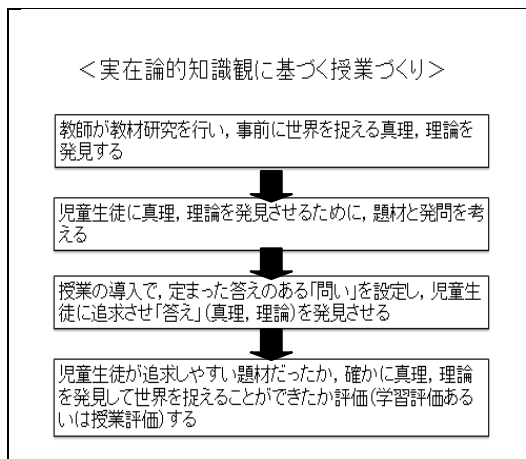 ＜実在論的知識観に基づく授業づくり＞
教師が教材研究を行い，事前に世界を捉える真理，理論を
発見する
児童生徒に真理，理論を発見させるために，題材と発問を考
える
授業の導入で，定まった答えのある「問い」を設定し，児童生
徒に追求させ「答え」（真理，理論）を発見させる
児童生徒が追求しやすい題材だったか，確かに真理，理論
を発見して世界を捉えることができたか評価（学習評価ある
いは授業評価）する